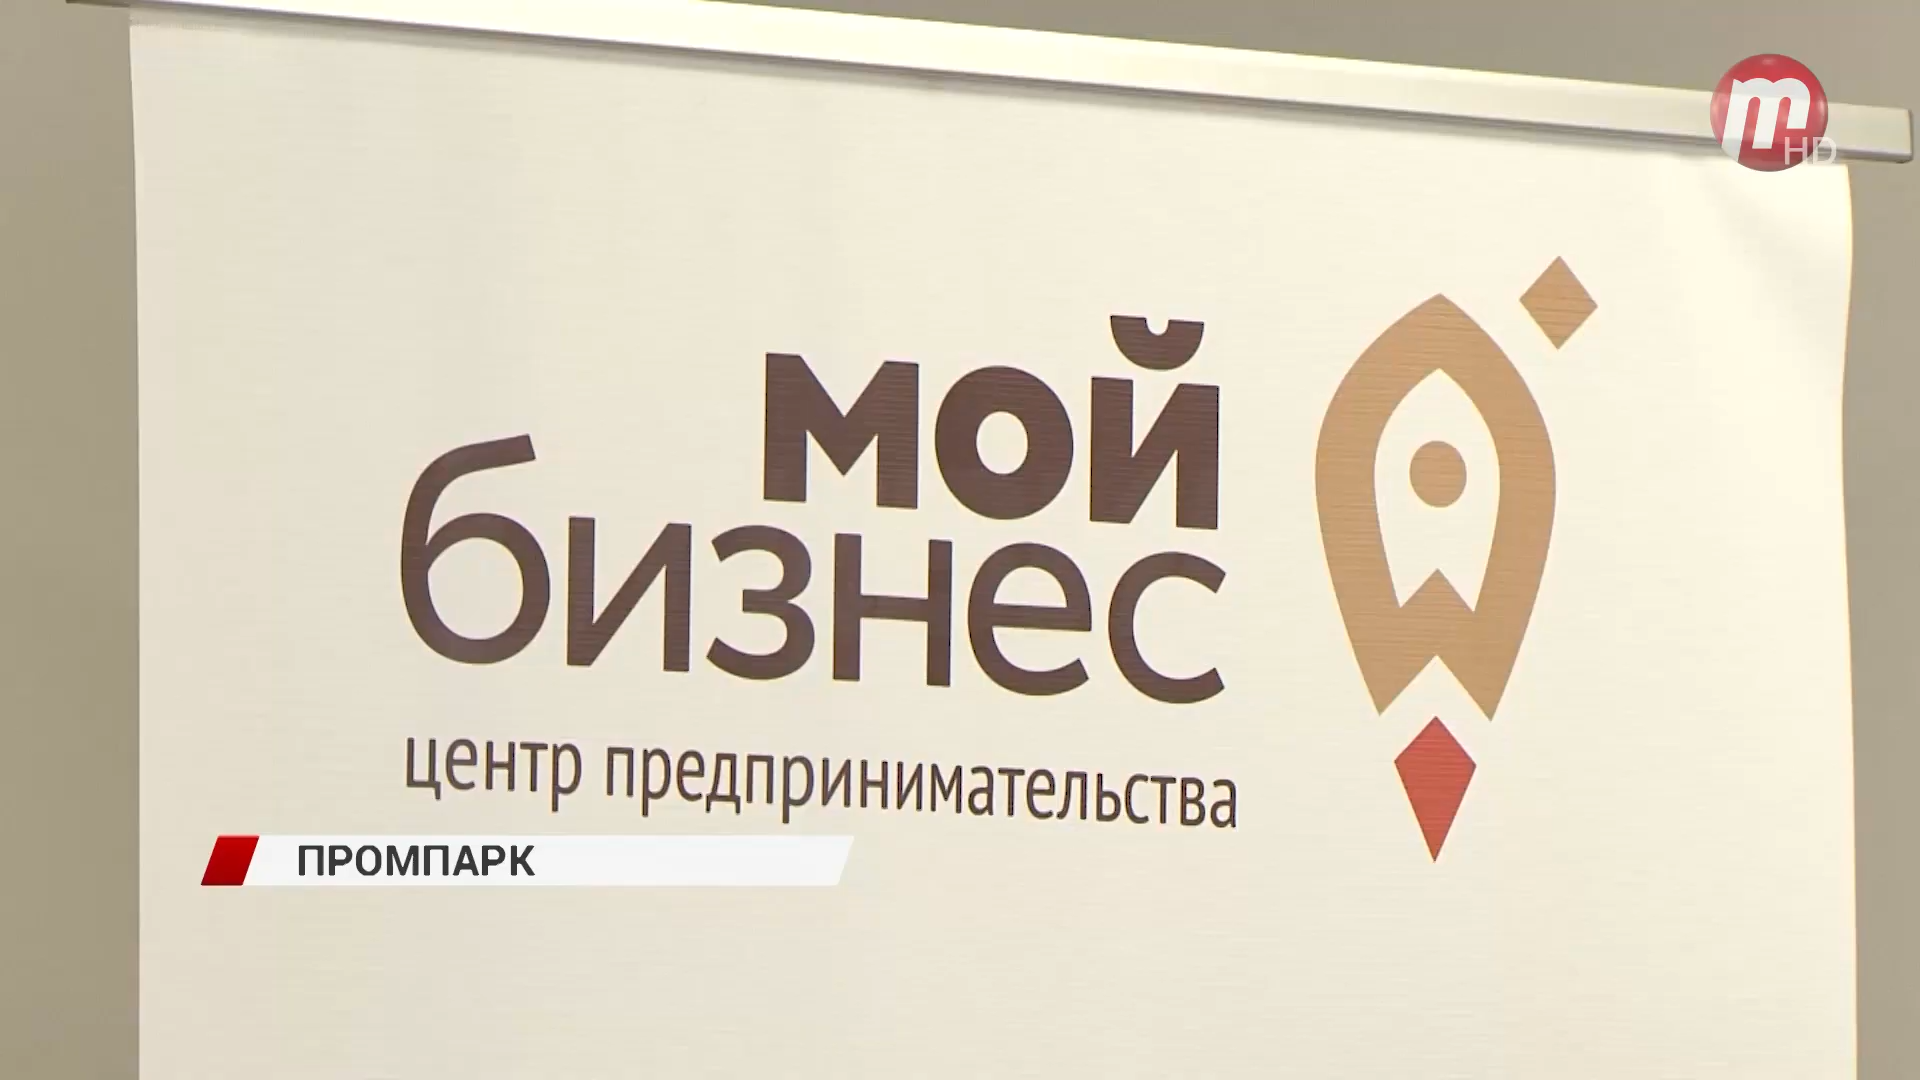 m HD
мой
бизнес
центр предпринимательства
ПРОМПАРК